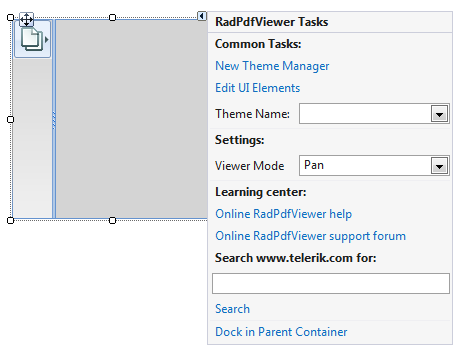 RadPdfViewer Tasks
Common Tasks:
New Theme Manager
Edit UI Elements
Theme Name:
Settings:
Viewer Mode Pan
Learning center:
Online RadPdfViewer help
Online RadPdfViewer support forum
Search www.telerik.com for:
Search
Dock in Parent Container